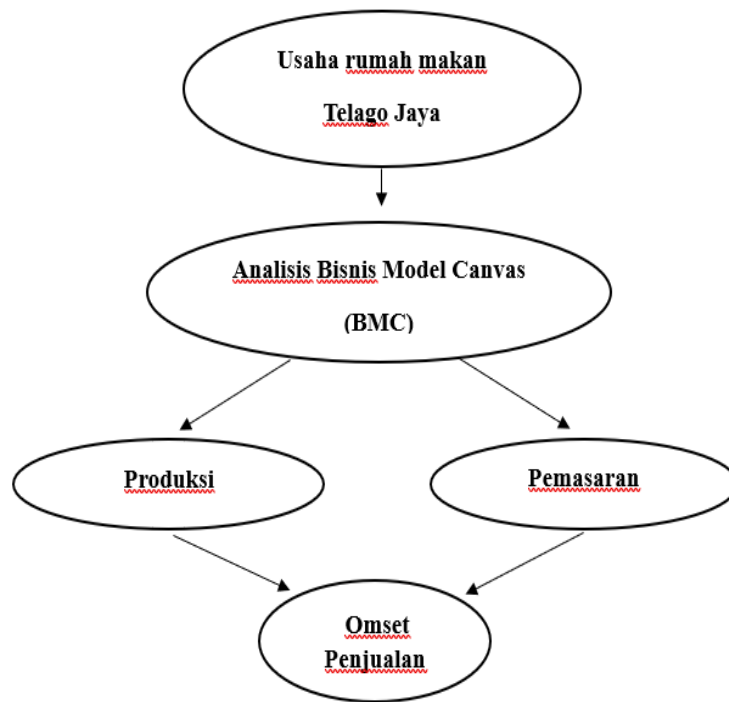 Usaha rumah makan
Telago Jaya
Analisis Bisnis Model Canvas
(BMC)
Produksi
Pemasaran
Omset
Penjualan